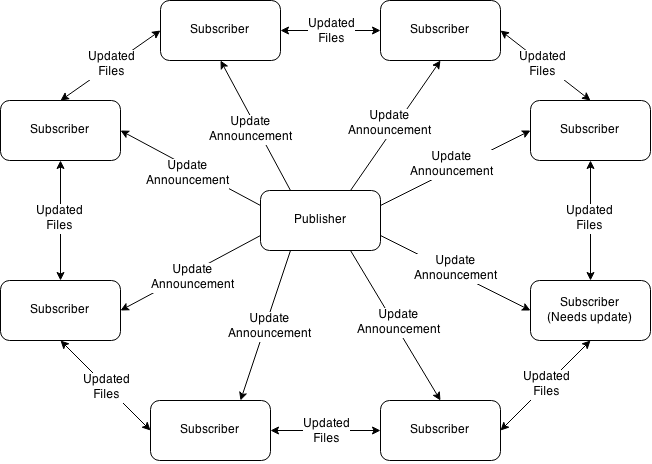 Subscriber
Updated
Files
Subscriber
Updated
Files
Updated
Files
Subscriber
Update
Announcement
Update
Announcement
Subscriber
Update
Announcement
Update
Announcement
Updated
Files
Publisher
Updated
Files
Update
Announcement
Update
Announcement
Subscriber
Subscriber
(Needs update)
Update
Announcement
Update
Announcement
Updated
Files
Updated
Files
Subscriber
Updated
Files
Subscriber